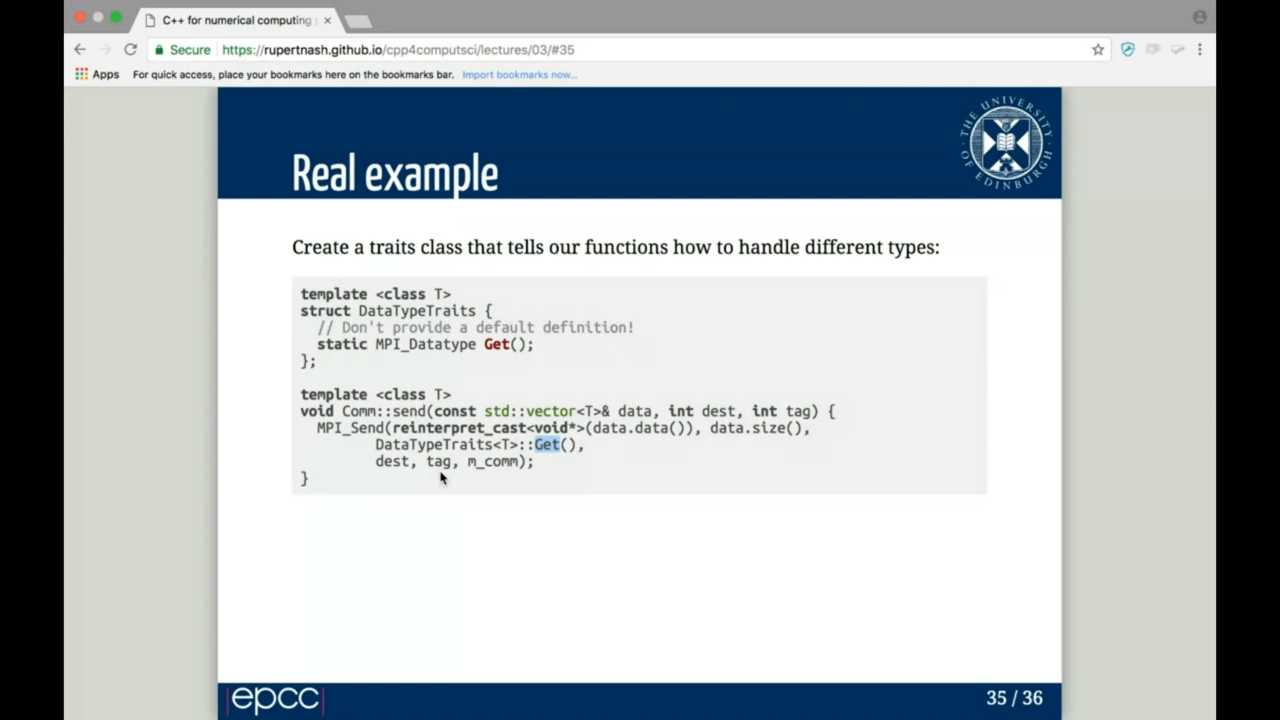 C++ for numerical computing
Secure https://rupertnash.github.io/cpp4computsci/lectures/03/#35
Apps For quick access, place your bookmarks here on the bookmarks bar. Import bookmarks now...
THE UNIVERSITY OF EDINBURGH
Real example
Create a traits class that tells our functions how to handle different types:
template <class T>
struct DataTypeTraits {
  // Don't provide a default definition!
  static MPI_Datatype Get();
};
template <class T>
void Comm::send(const std::vector<T>& data, int dest, int tag) {
  MPI_Send(reinterpret_cast<void*>(data.data()), data.size(),
         DataTypeTraits<T>::Get(),
         dest, tag, m_comm);
}
|epcc|
35 / 36